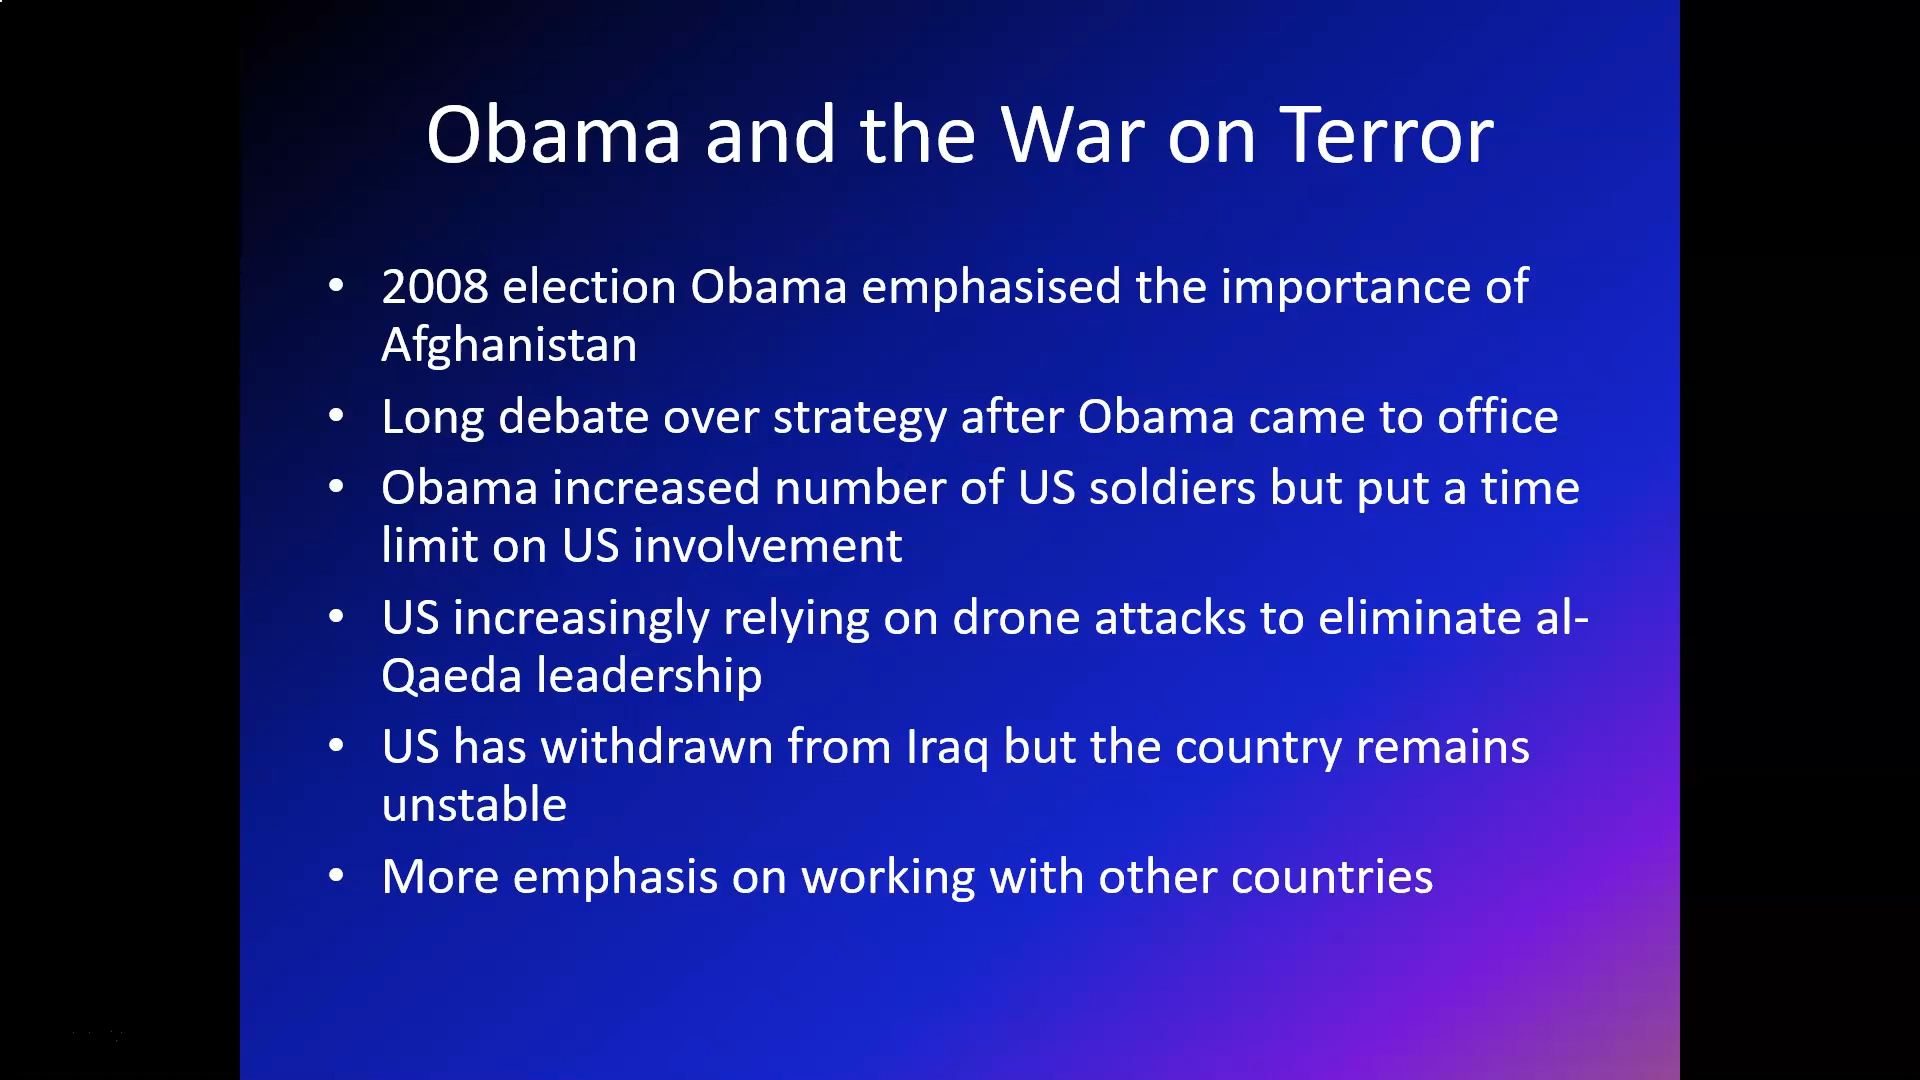 Obama and the War on Terror
• 2008 election Obama emphasised the importance of
Afghanistan
• Long debate over strategy after Obama came to office
• Obama increased number of US soldiers but put a time
limit on US involvement
• US increasingly relying on drone attacks to eliminate al-
Qaeda leadership
• US has withdrawn from Iraq but the country remains
unstable
• More emphasis on working with other countries